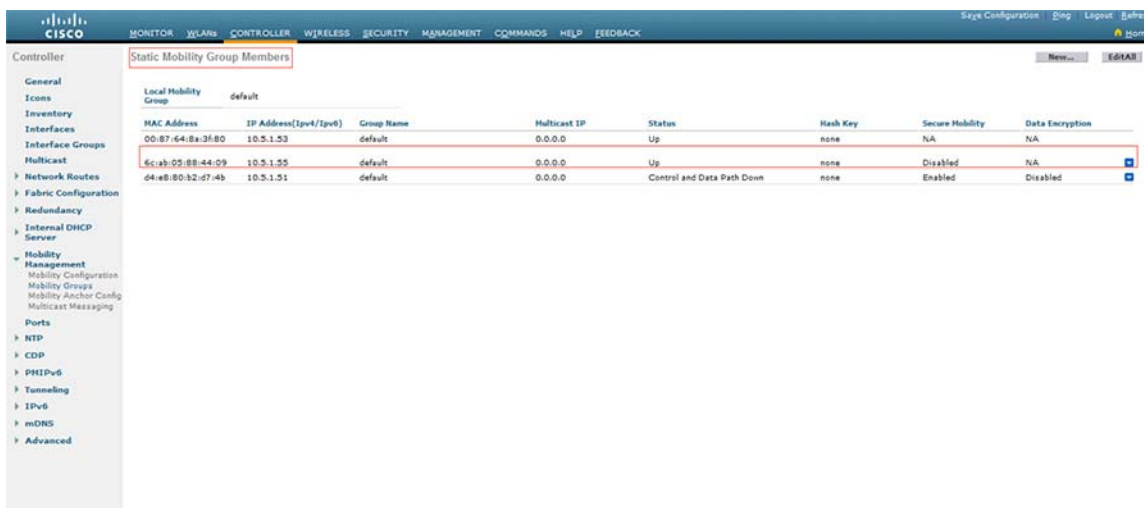 Save Configuration Ping Logout Refre
CISCO
MONITOR WLANs CONTROLLER WIRELESS SECURITY MANAGEMENT COMMANDS HELP FEEDBACK
Hom
Controller
General
Icons
Inventory
Interfaces
Interface Groups
Multicast
Network Routes
Fabric Configuration
Redundancy
Internal DHCP
Server
Mobility
Management
Mobility Configuration
Mobility Groups
Mobility Anchor Config
Multicast Messaging
Ports
NTP
CDP
PMIPv6
Tunneling
IPv6
mDNS
Advanced
Static Mobility Group Members
New... EditAll
Local Mobility
Group default
MAC Address IP Address(Ipv4/Ipv6) Group Name Multicast IP Status Hash Key Secure Mobility Data Encryption
00:87:64:8a:3f:80 10.5.1.53 default 0.0.0.0 Up none NA NA
6c:ab:05:88:44:09 10.5.1.55 default 0.0.0.0 Up none Disabled NA
d4:e8:80:b2:d7:4b 10.5.1.51 default 0.0.0.0 Control and Data Path Down none Enabled Disabled